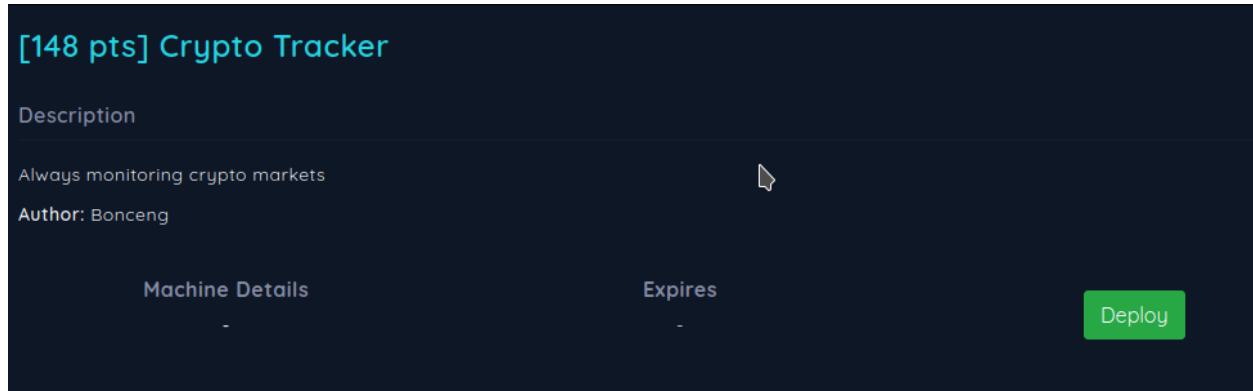 [148 pts] Crypto Tracker
Description
Always monitoring crypto markets
Author: Bonceng
Machine Details
Expires
-
-
Deploy